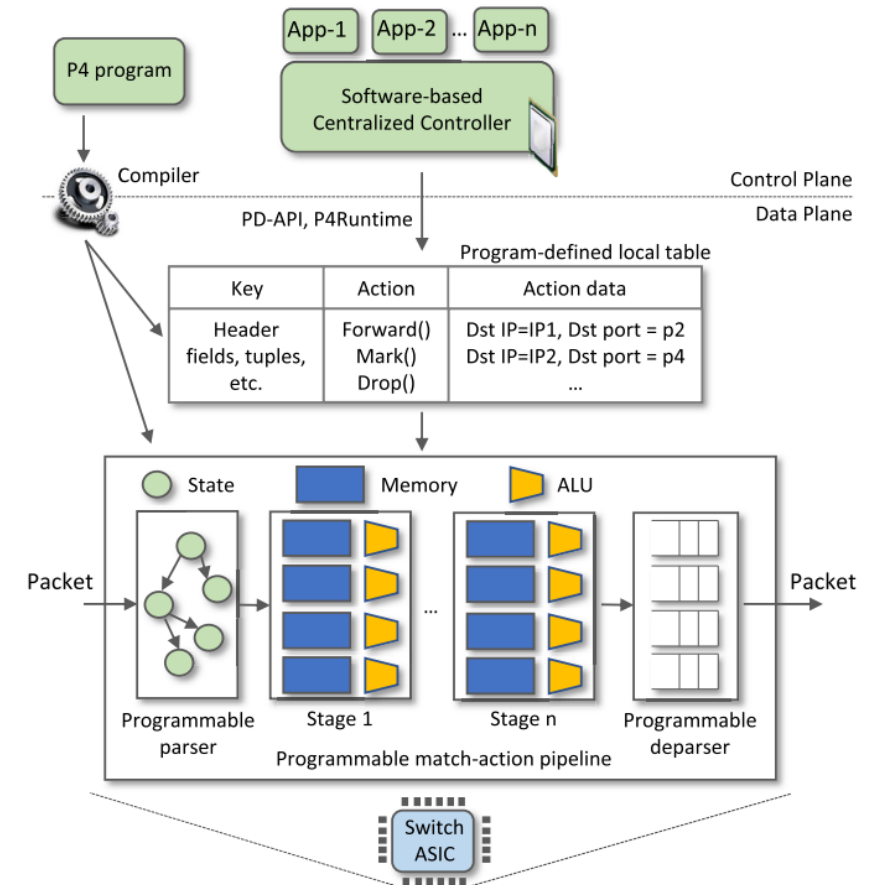 App-1 App-2 ... App-n
P4 program
Software-based
Centralized Controller
Compiler
Control Plane
PD-API, P4Runtime
Data Plane
Program-defined local table
Key Action Action data
Header Forward() Dst IP=IP1, Dst port = p2
fields, tuples, Mark() Dst IP=IP2, Dst port = p4
etc. Drop() ...
State Memory ALU
Packet ... Packet
Programmable Stage 1 Stage n Programmable
parser deparser
Programmable match-action pipeline
Switch
ASIC